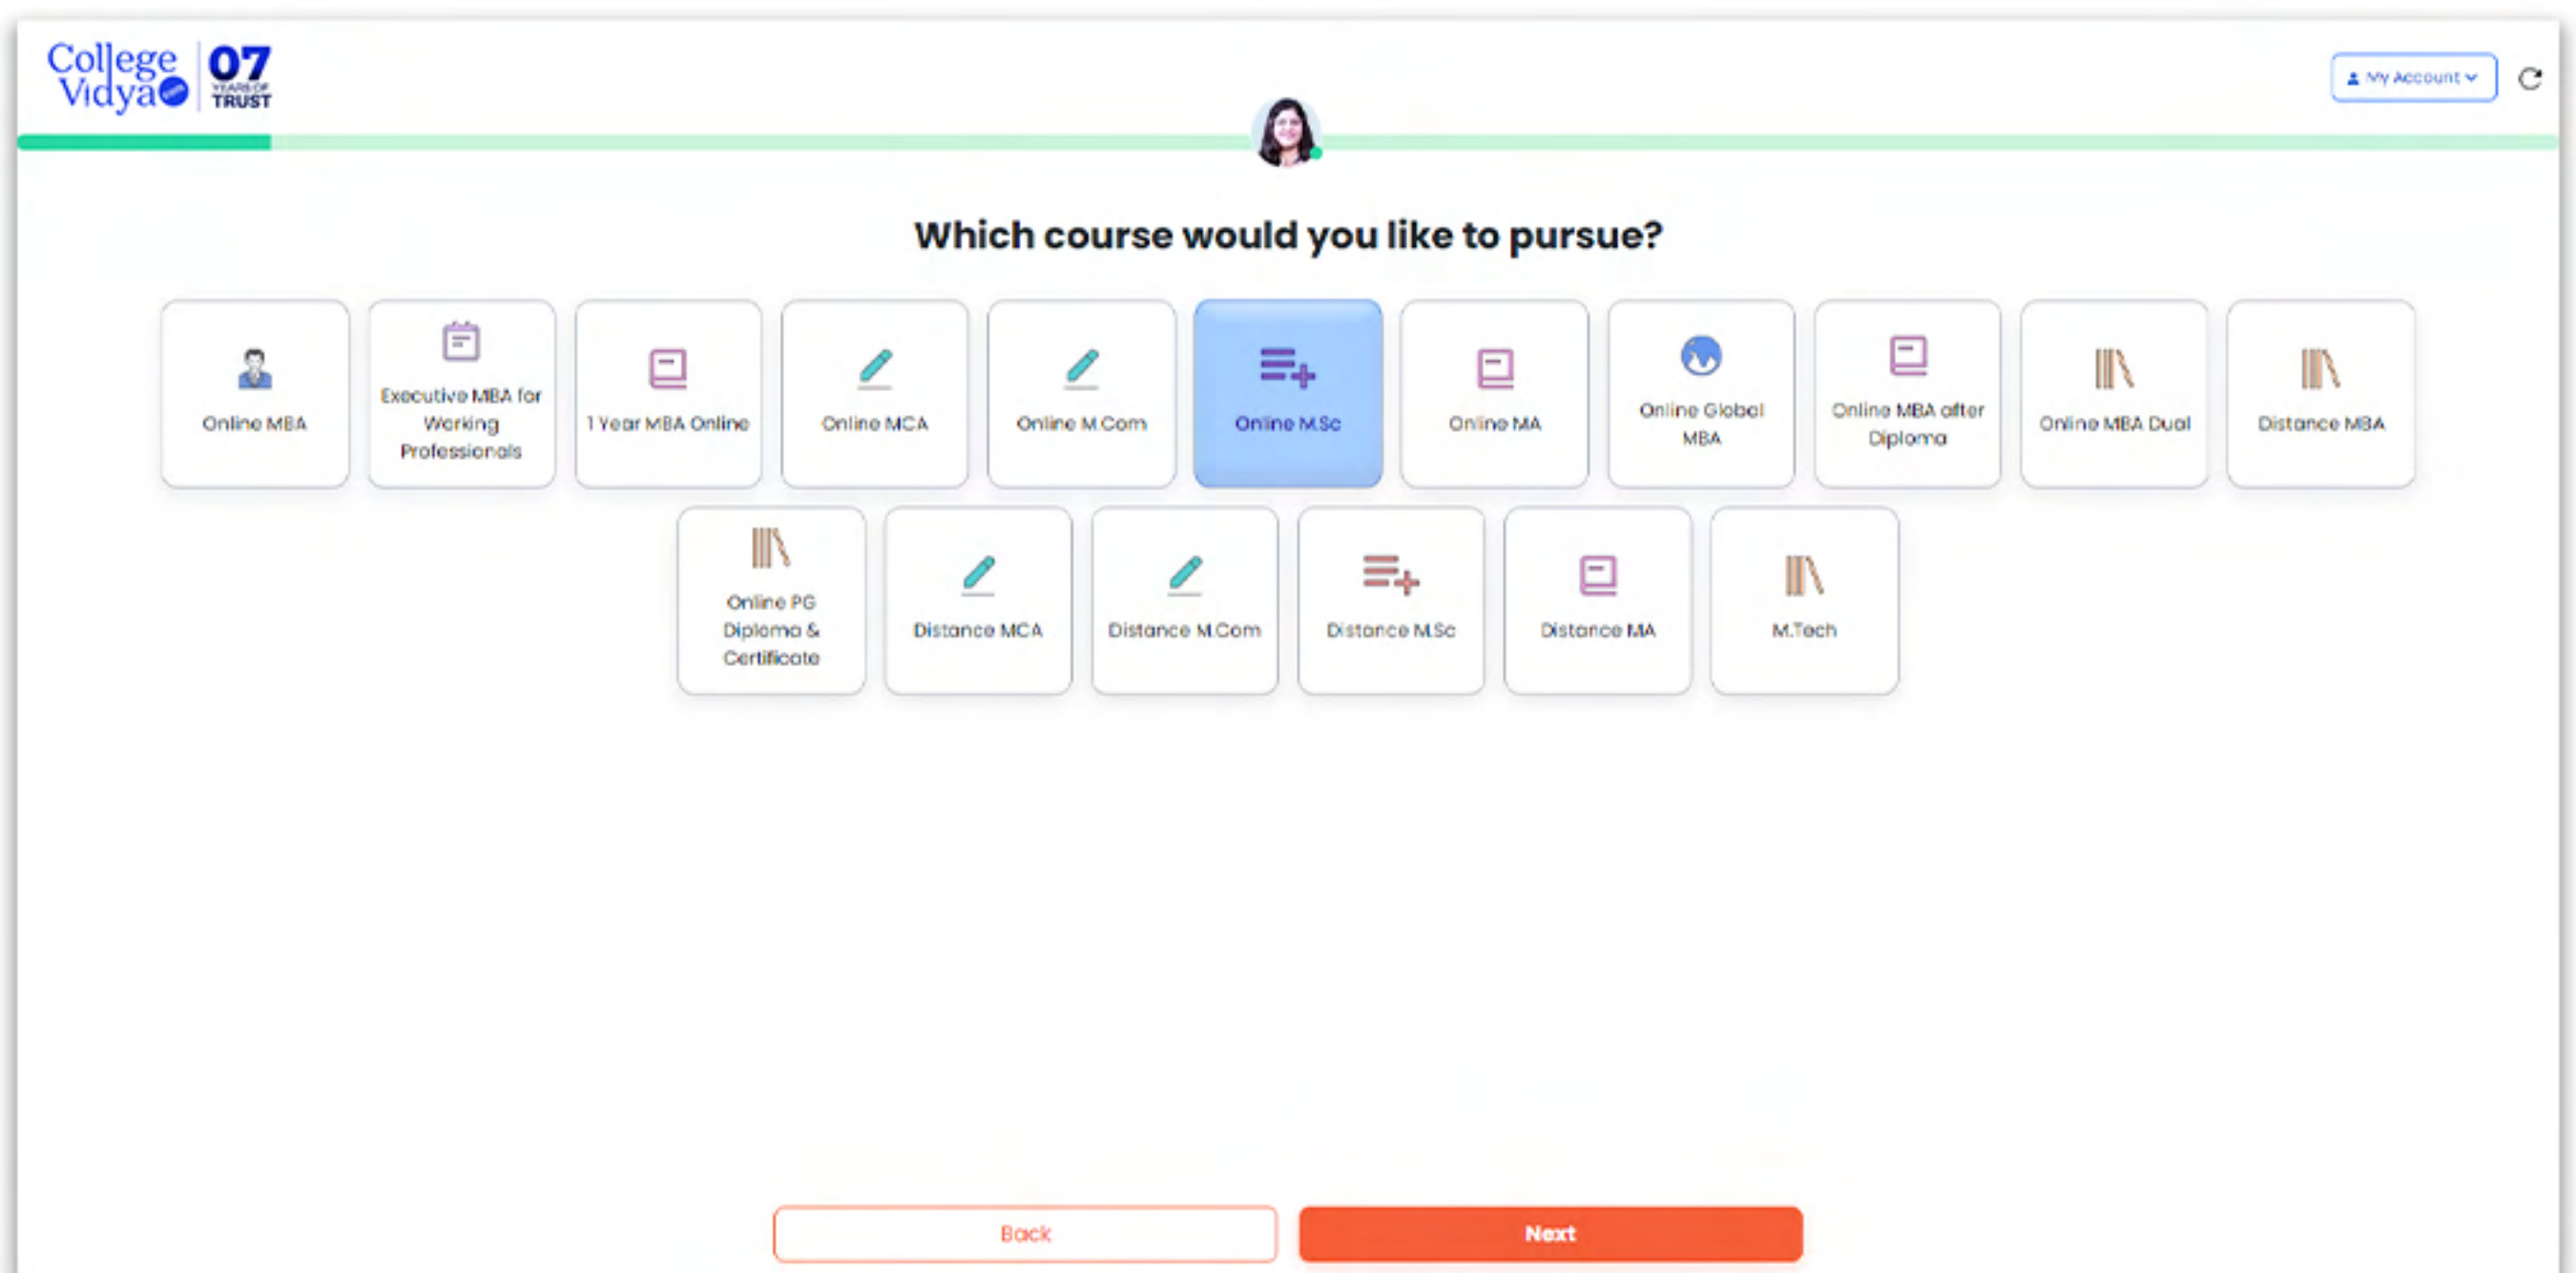 College
Vidya
07
YEARS OF
TRUST
My Account
Which course would you like to pursue?
Online MBA
Executive MBA for
Working
Professionals
1 Year MBA Online
Online MCA
Online M.Com
Online M.Sc
Online MA
Online Global
MBA
Online MBA after
Diploma
Online MBA Dual
Distance MBA
Online PG
Diploma &
Certificate
Distance MCA
Distance M.Com
Distance M.Sc
Distance MA
M.Tech
Back
Next